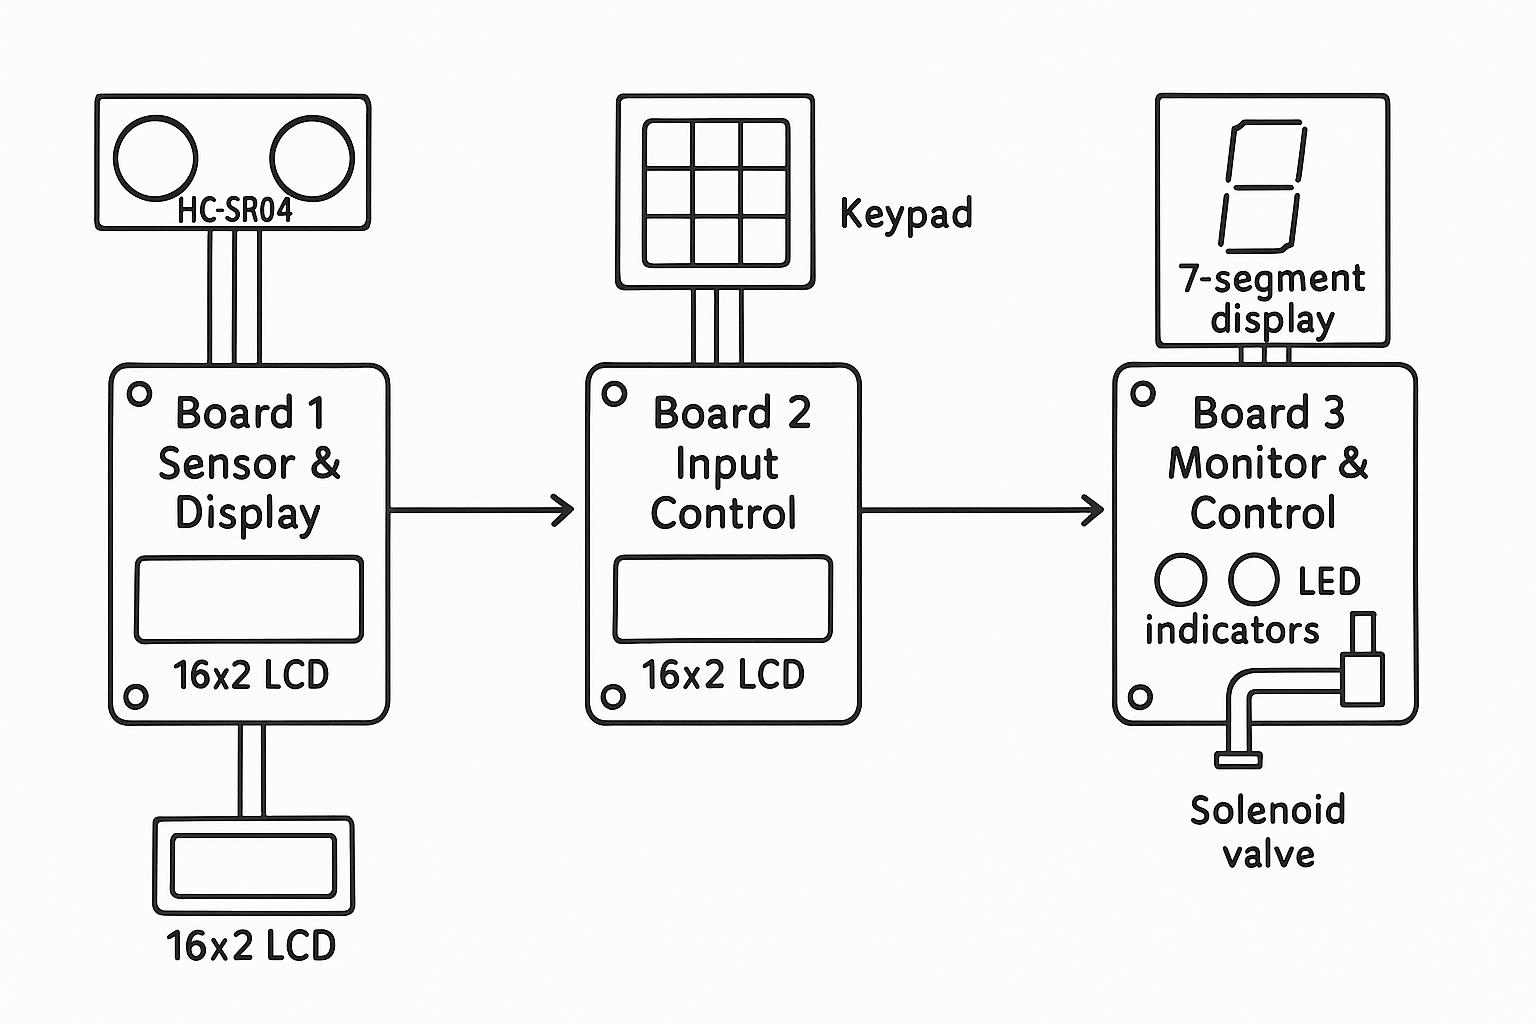 HC-SR04
Board 1
Sensor &
Display
16x2 LCD
16x2 LCD
Keypad
Board 2
Input
Control
16x2 LCD
7-segment
display
Board 3
Monitor &
Control
LED
indicators
Solenoid
valve